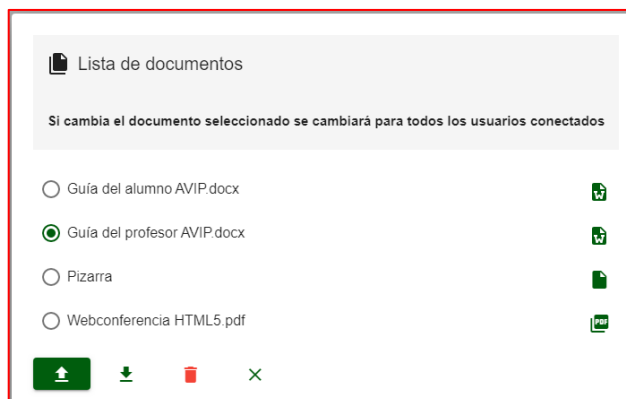 Lista de documentos
Si cambia el documento seleccionado se cambiará para todos los usuarios conectados
Guía del alumno AVIP.docx
Guía del profesor AVIP.docx
Pizarra
Webconferencia HTML5.pdf
PDF